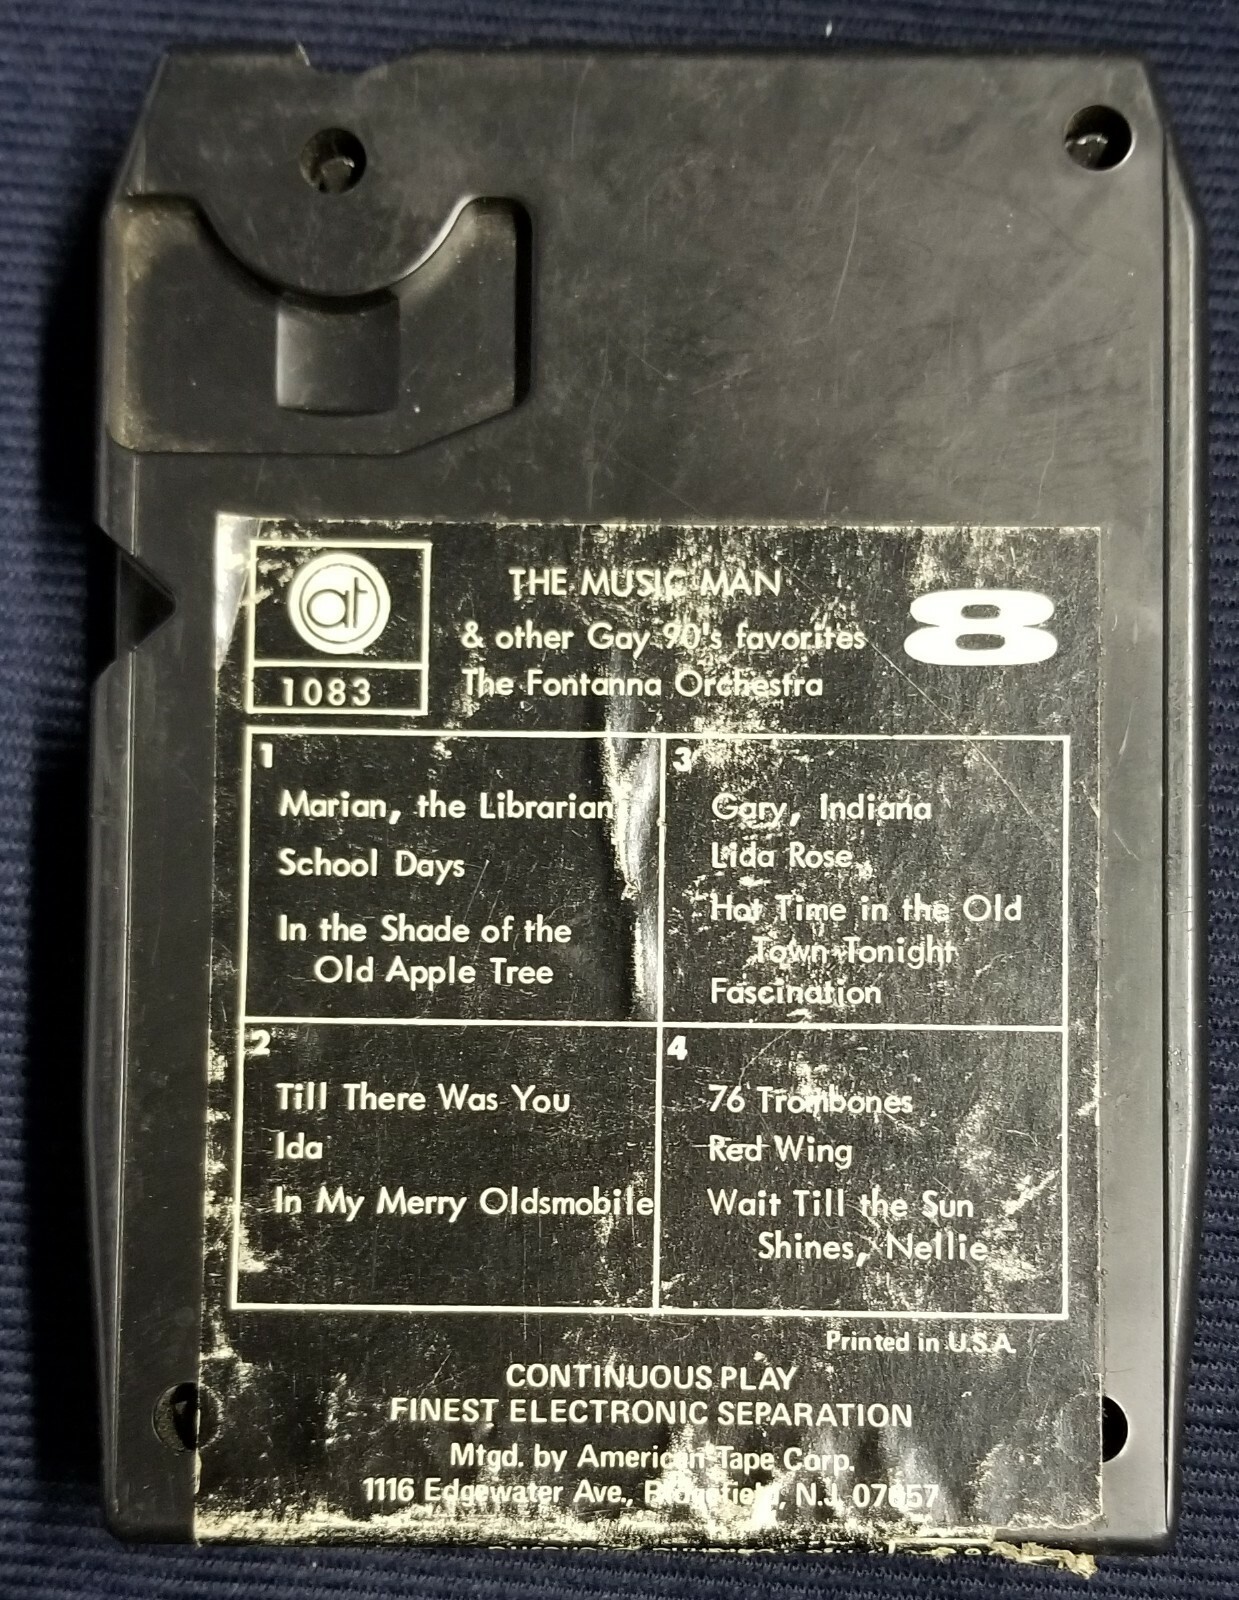 at
1083
THE MUSIC MAN
& other Gay 90's favorites
The Fontanna Orchestra
8
1
Marian, the Librarian
School Days
In the Shade of the
Old Apple Tree
2
Till There Was You
Ida
In My Merry Oldsmobile
3
Gary, Indiana
Lida Rose
Hot Time in the Old
Town Tonight
Fascination
4
76 Trombones
Red Wing
Wait Till the Sun
Shines, Nellie
Printed in U.S.A.
CONTINUOUS PLAY
FINEST ELECTRONIC SEPARATION
Mfgd. by American Tape Corp.
1116 Edgewater Ave., Ridgefield, N.J. 07657